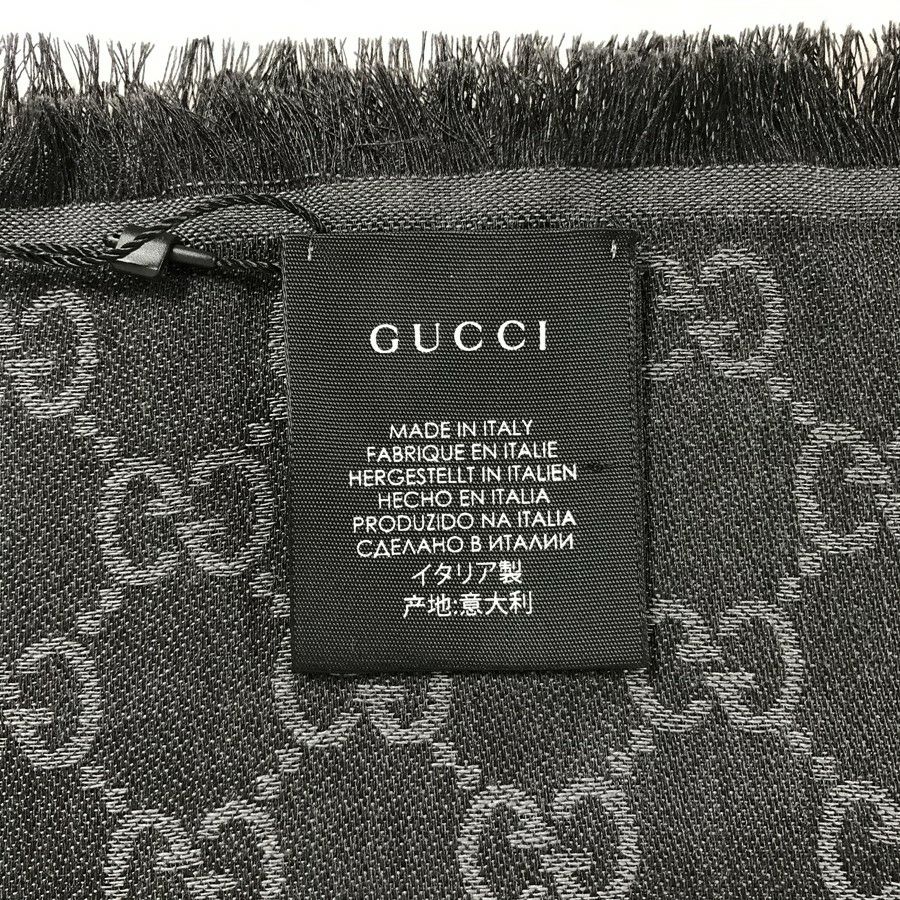 GUCCI
MADE IN ITALY
FABRIQUE EN ITALIE
HERGESTELLT IN ITALIEN
HECHO EN ITALIA
PRODUZIDO NA ITALIA
СДЕЛАНО В ИТАЛИИ
イタリア製
产地:意大利